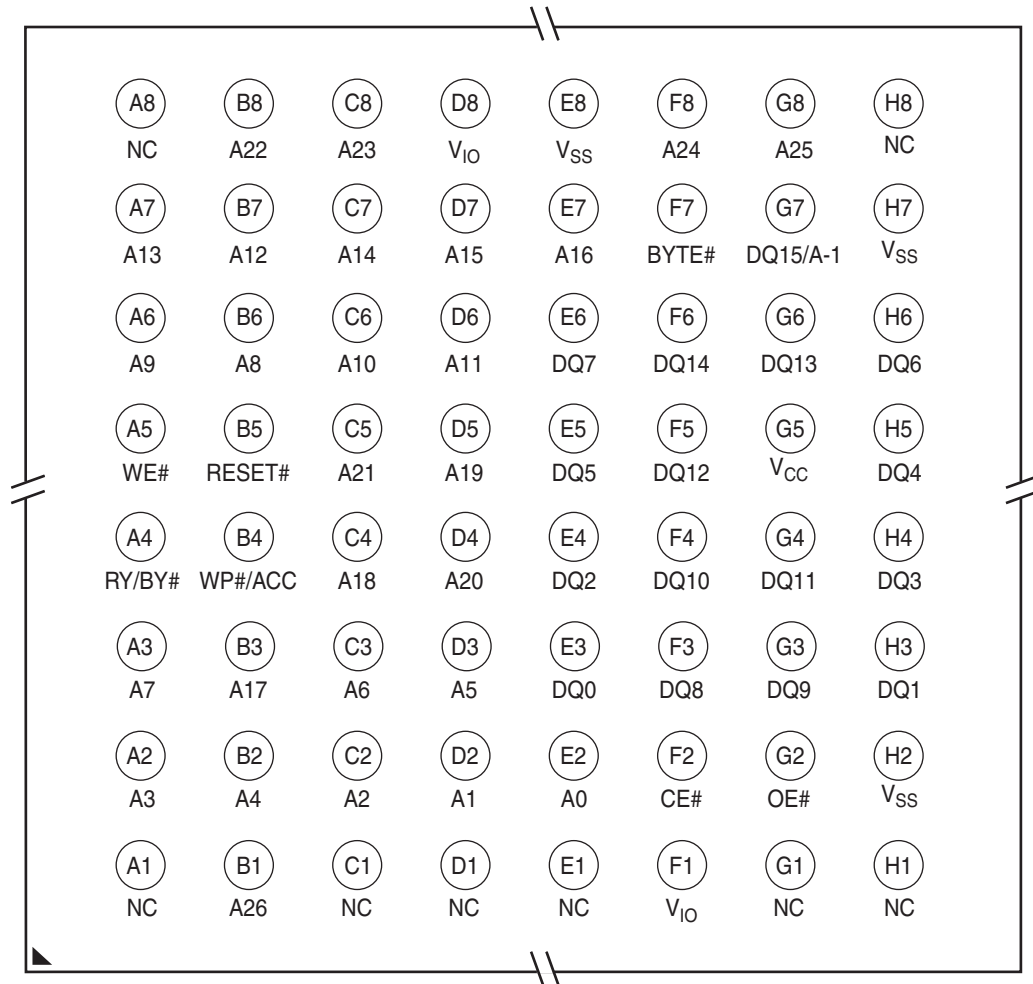 A8 B8 C8 D8 E8 F8 G8 H8
NC A22 A23 VIO VSS A24 A25 NC
A7 B7 C7 D7 E7 F7 G7 H7
A13 A12 A14 A15 A16 BYTE# DQ15/A-1 VSS
A6 B6 C6 D6 E6 F6 G6 H6
A9 A8 A10 A11 DQ7 DQ14 DQ13 DQ6
A5 B5 C5 D5 E5 F5 G5 H5
WE# RESET# A21 A19 DQ5 DQ12 VCC DQ4
A4 B4 C4 D4 E4 F4 G4 H4
RY/BY# WP#/ACC A18 A20 DQ2 DQ10 DQ11 DQ3
A3 B3 C3 D3 E3 F3 G3 H3
A7 A17 A6 A5 DQ0 DQ8 DQ9 DQ1
A2 B2 C2 D2 E2 F2 G2 H2
A3 A4 A2 A1 A0 CE# OE# VSS
A1 B1 C1 D1 E1 F1 G1 H1
NC A26 NC NC NC VIO NC NC